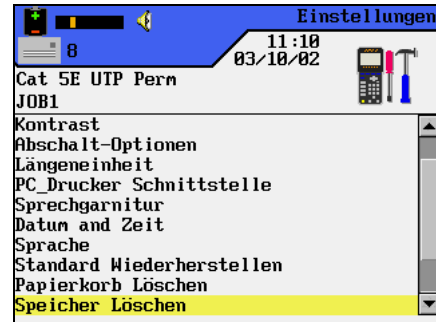 Einstellungen
8
11:10
03/10/02
Cat 5E UTP Perm
JOB1
Kontrast
Abschalt-Optionen
Längeneinheit
PC_Drucker Schnittstelle
Sprechgarnitur
Datum and Zeit
Sprache
Standard Wiederherstellen
Papierkorb Löschen
Speicher Löschen